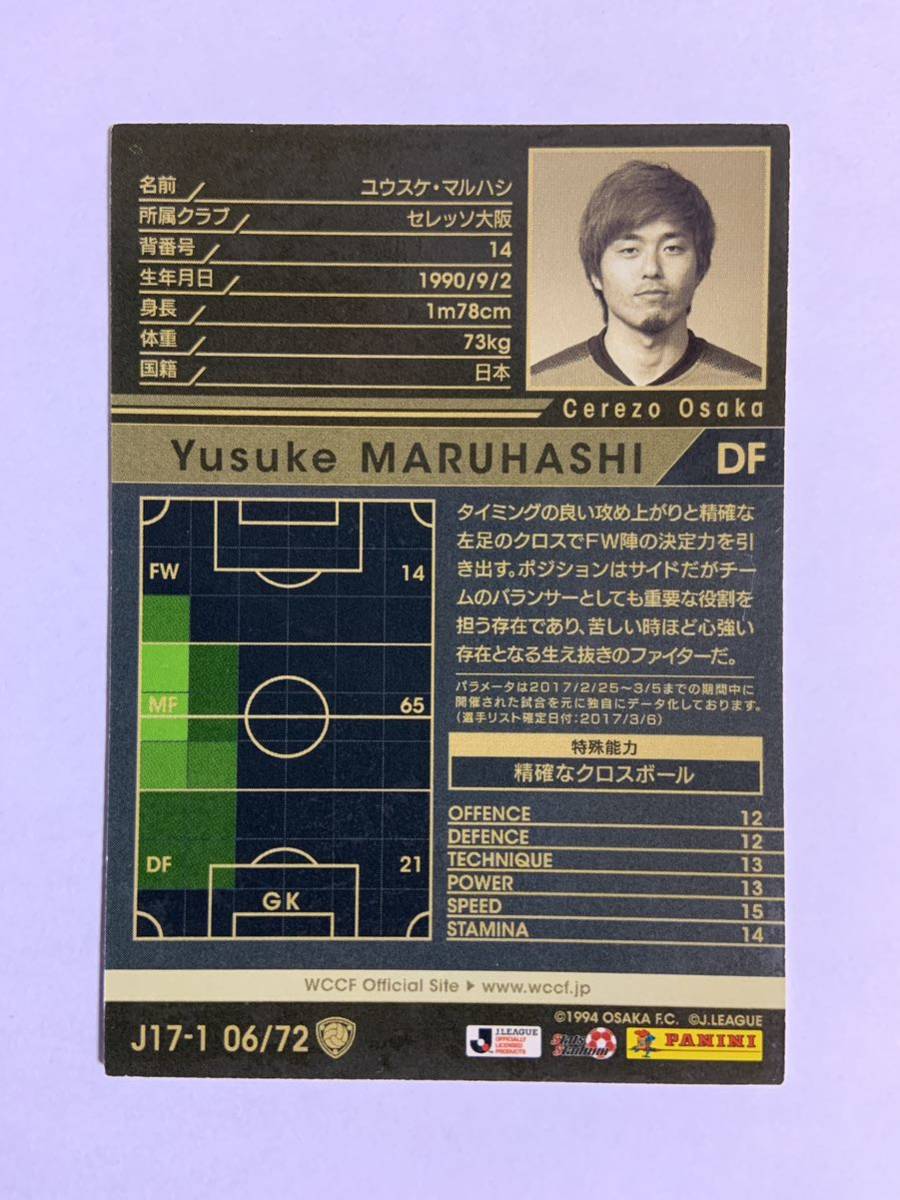 名前 ユウスケ・マルハシ
所属クラブ セレッソ大阪
背番号 14
生年月日 1990/9/2
身長 1m78cm
体重 73kg
国籍 日本
Cerezo Osaka
Yusuke MARUHASHI DF
タイミングの良い攻め上がりと精確な
左足のクロスでFW陣の決定力を引
き出す。ポジションはサイドだがチー
ムのバランサーとしても重要な役割を
担う存在であり、苦しい時ほど心強い
存在となる生え抜きのファイターだ。
パラメータは2017/2/25〜3/5までの期間中に
開催された試合を元に独自にデータ化しております。
(選手リスト確定日付:2017/3/6)
特殊能力
精確なクロスボール
FW 14
MF 65
DF 21
GK
OFFENCE 12
DEFENCE 12
TECHNIQUE 13
POWER 13
SPEED 15
STAMINA 14
WCCF Official Site ▶ www.wccf.jp
©1994 OSAKA F.C. ©J.LEAGUE
J17-1 06/72
J.LEAGUE
OFFICIALLY
LICENSED
PRODUCTS
Stats
Stadium
PANINI